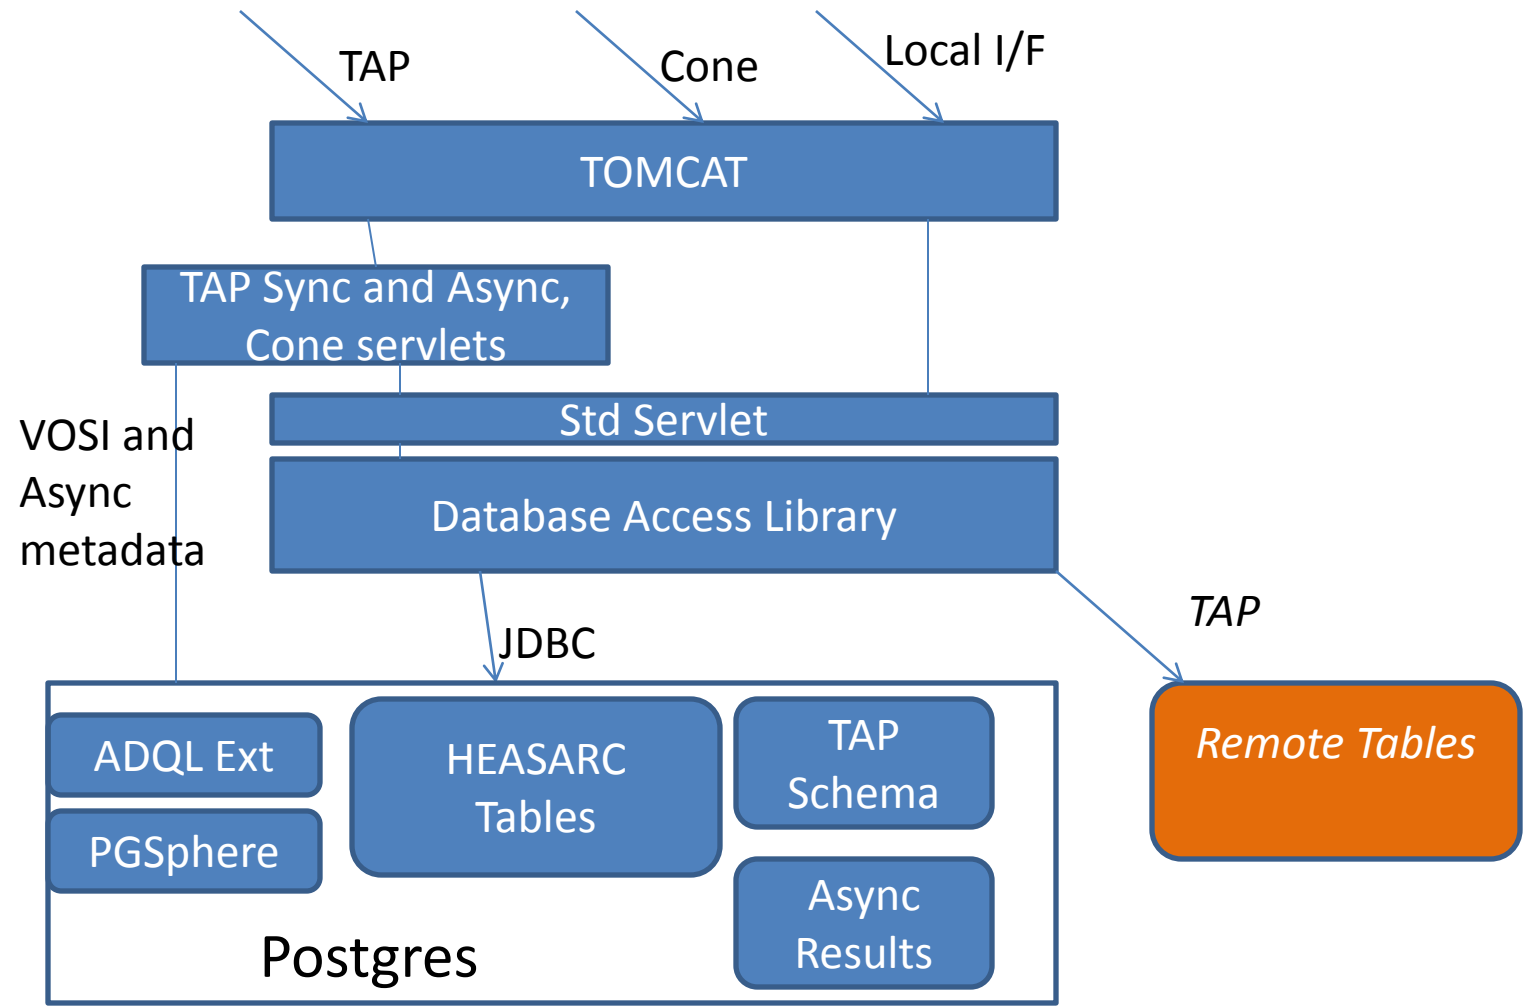 TAP
Cone
Local I/F
TOMCAT
TAP Sync and Async,
Cone servlets
Std Servlet
VOSI and
Async
metadata
Database Access Library
TAP
JDBC
ADQL Ext
PGSphere
HEASARC
Tables
TAP
Schema
Async
Results
Remote Tables
Postgres